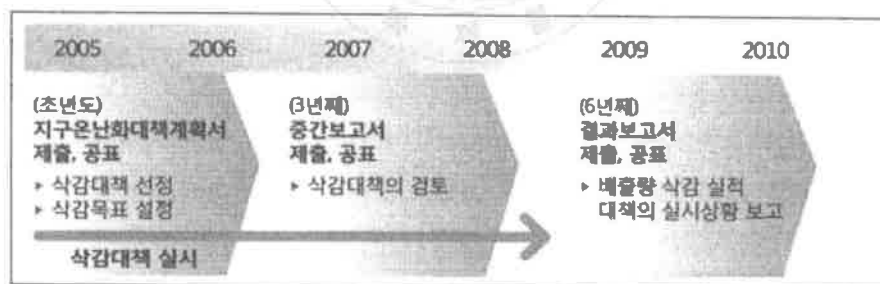 2005 2006 2007 2008 2009 2010
(초년도)
지구온난화대책계획서
제출, 공표
▸ 삭감대책 선정
▸ 삭감목표 설정
(3년째)
중간보고서
제출, 공표
▸ 삭감대책의 검토
(6년째)
결과보고서
제출, 공표
▸ 배출량 삭감 실적
대책의 실시상황 보고
삭감대책 실시